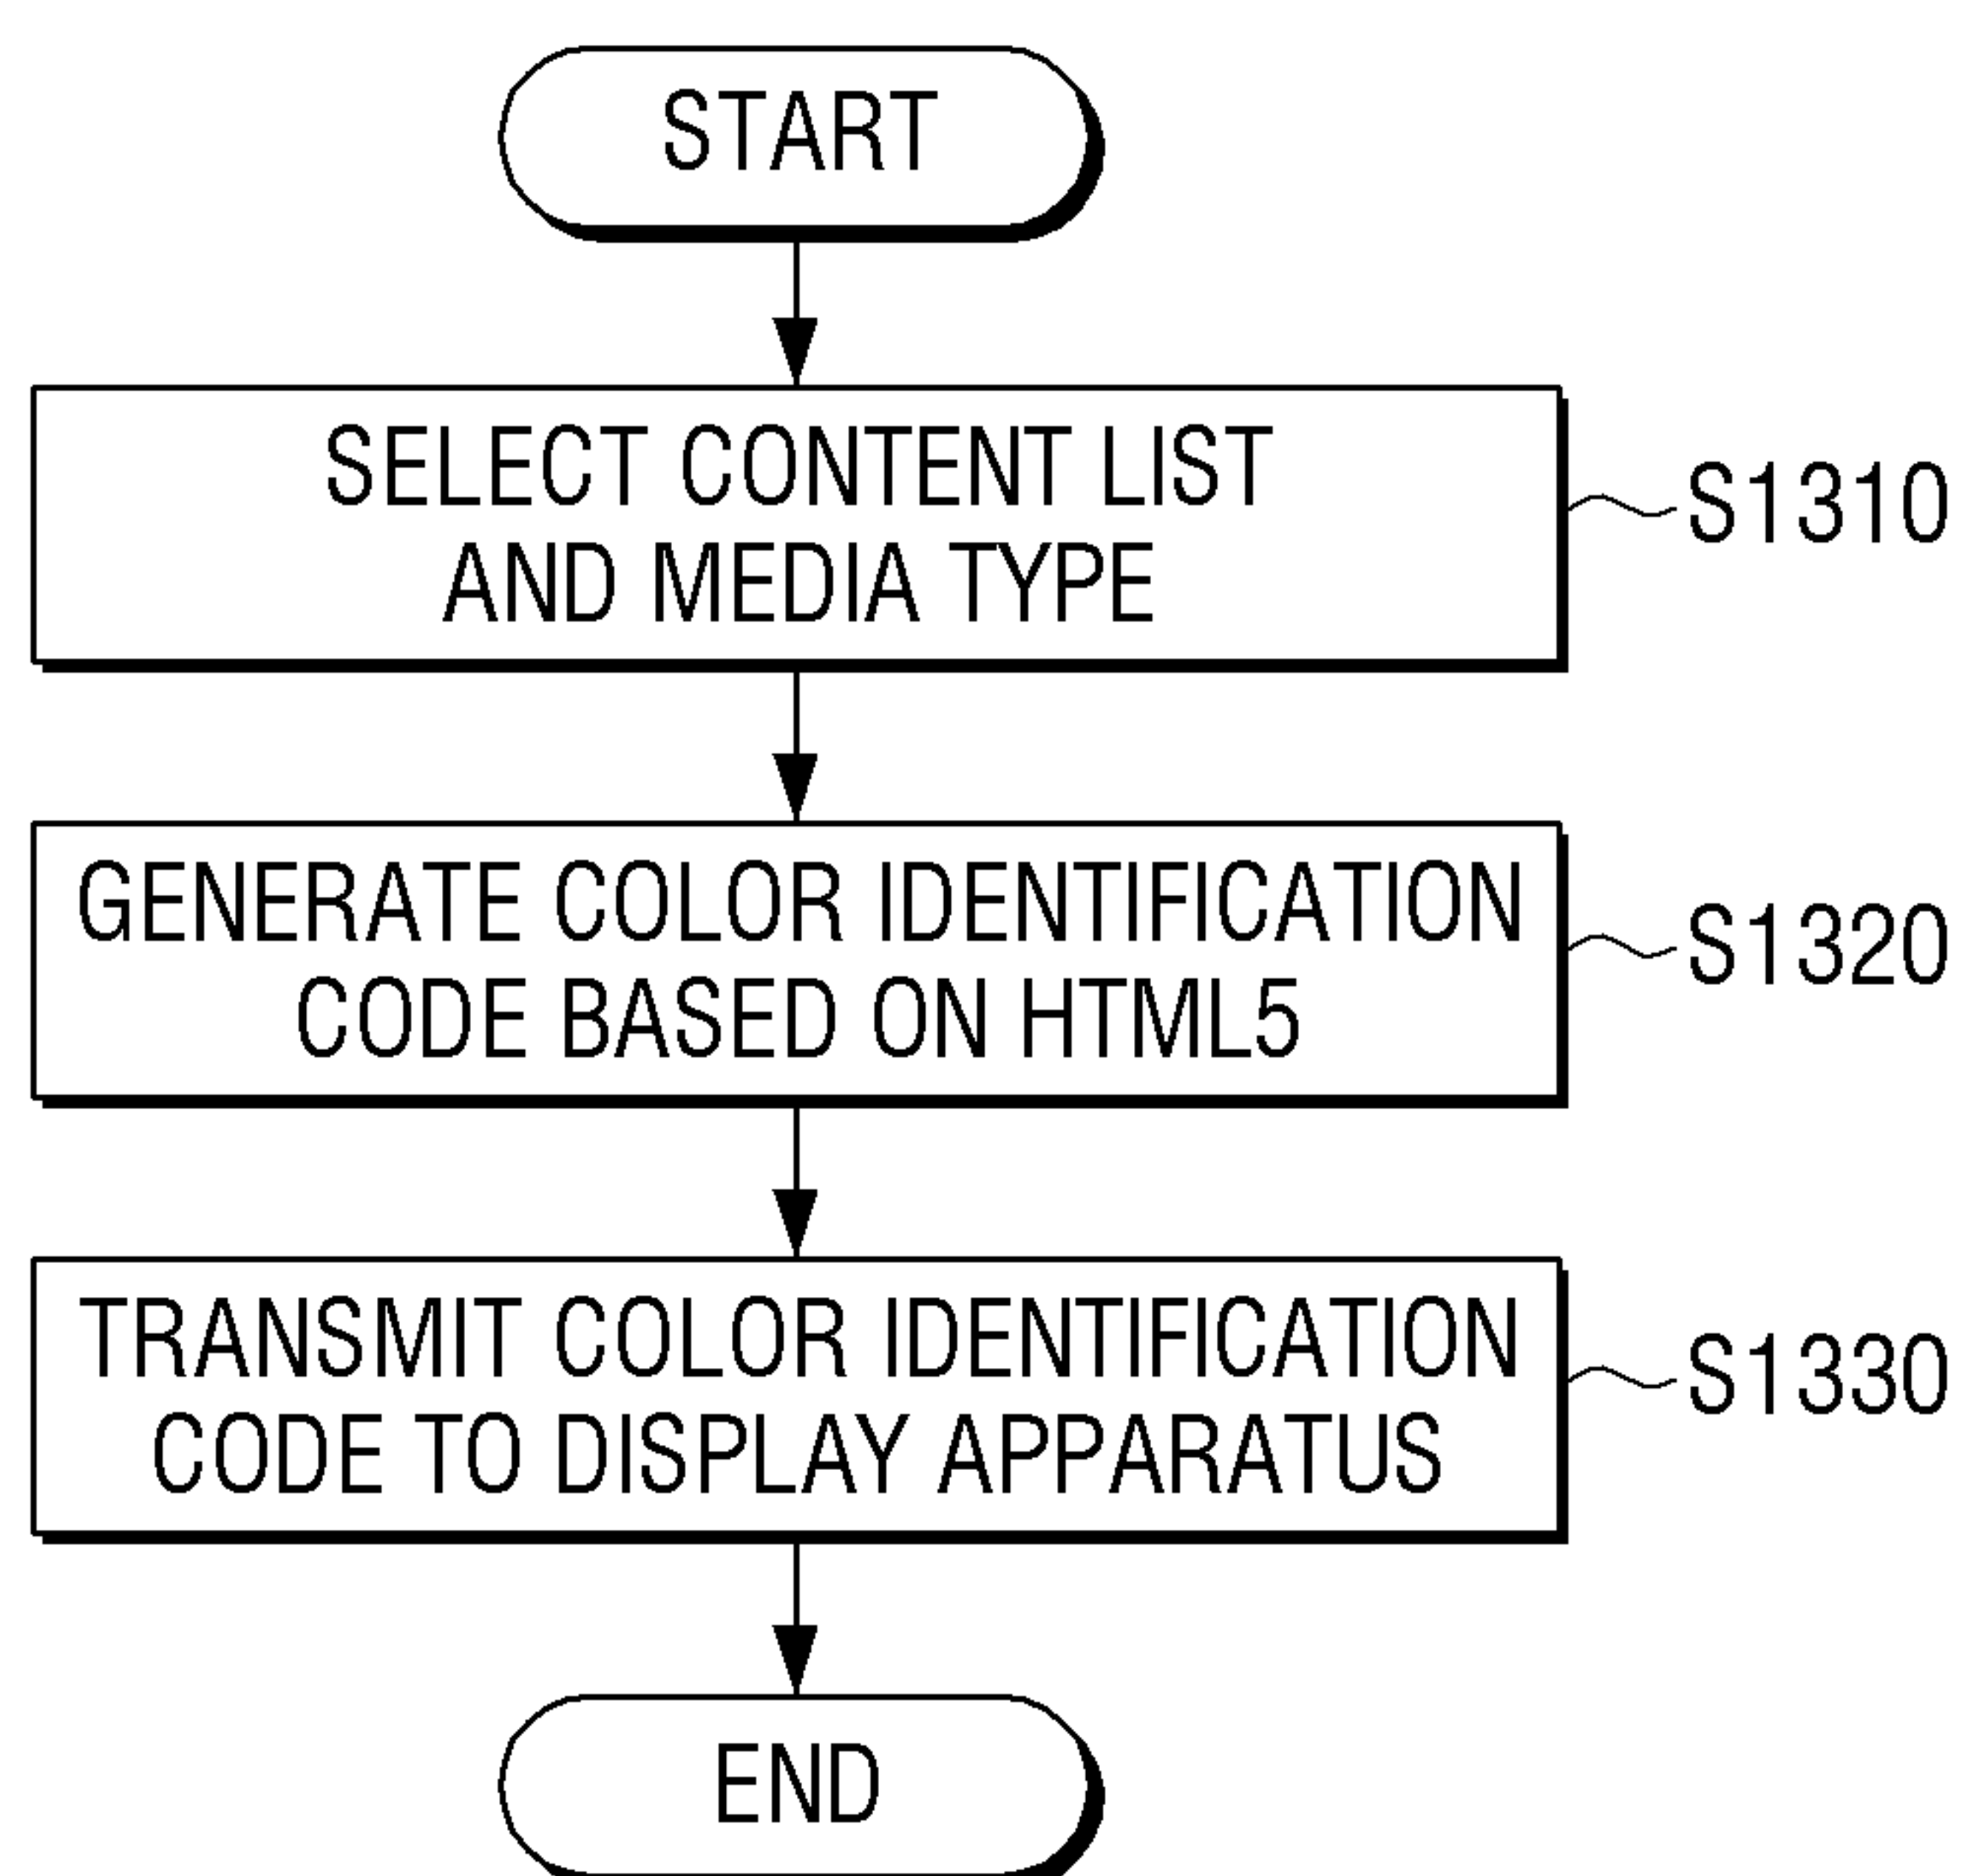 START
SELECT CONTENT LIST
AND MEDIA TYPE
S1310
GENERATE COLOR IDENTIFICATION
CODE BASED ON HTML5
S1320
TRANSMIT COLOR IDENTIFICATION
CODE TO DISPLAY APPARATUS
S1330
END